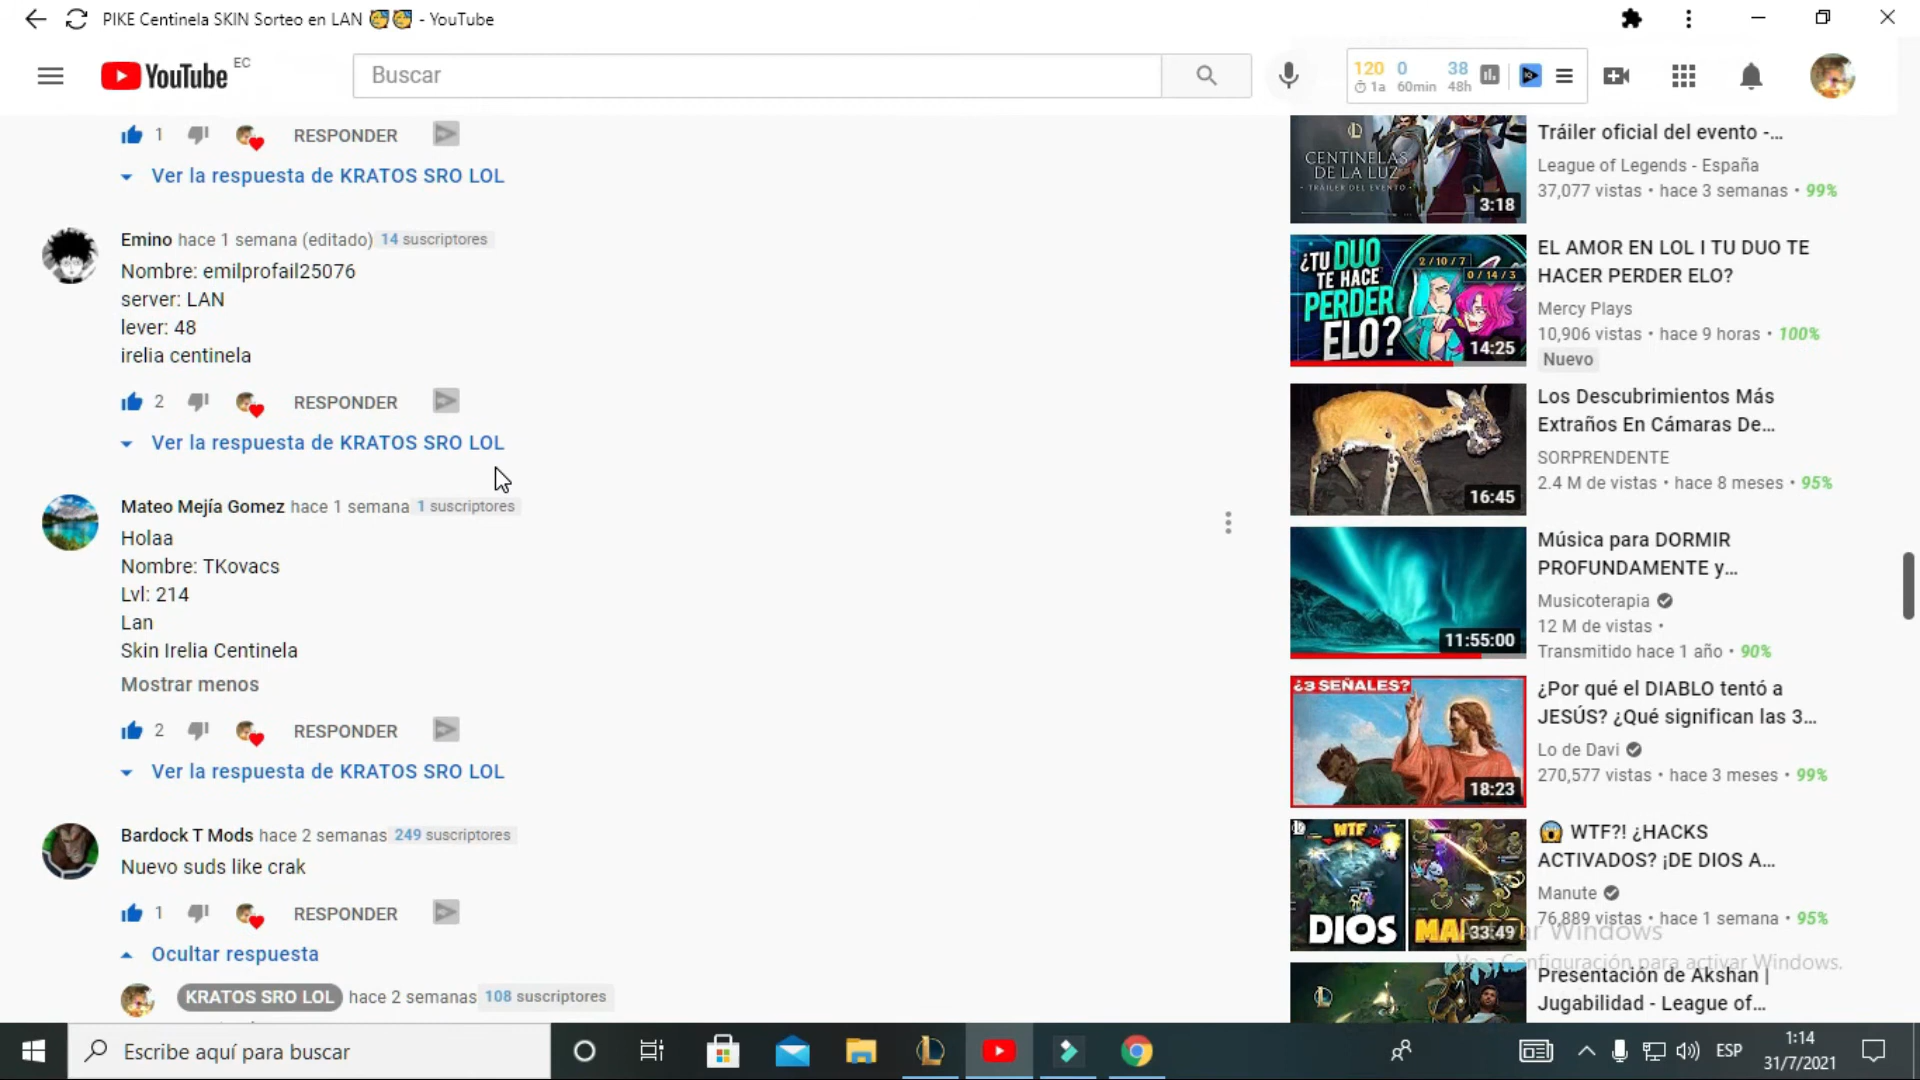 PIKE Centinela SKIN Sorteo en LAN 🥳🥳 - YouTube
YouTube EC
Buscar
120 0 38
1a 60min 48h
1 RESPONDER
Ver la respuesta de KRATOS SRO LOL
Emino hace 1 semana (editado) 14 suscriptores
Nombre: emilprofail25076
server: LAN
lever: 48
irelia centinela
2 RESPONDER
Ver la respuesta de KRATOS SRO LOL
Mateo Mejía Gomez hace 1 semana 1 suscriptores
Holaa
Nombre: TKovacs
Lvl: 214
Lan
Skin Irelia Centinela
Mostrar menos
2 RESPONDER
Ver la respuesta de KRATOS SRO LOL
Bardock T Mods hace 2 semanas 249 suscriptores
Nuevo suds like crak
1 RESPONDER
Ocultar respuesta
KRATOS SRO LOL hace 2 semanas 108 suscriptores
CENTINELAS
DE LA LUZ
TRÁILER DEL EVENTO
3:18
Tráiler oficial del evento -...
League of Legends - España
37,077 vistas • hace 3 semanas • 99%
¿TU DUO
TE HACE
PERDER
ELO?
2 / 10 / 7
0 / 14 / 3
14:25
EL AMOR EN LOL I TU DUO TE
HACER PERDER ELO?
Mercy Plays
10,906 vistas • hace 9 horas • 100%
Nuevo
16:45
Los Descubrimientos Más
Extraños En Cámaras De...
SORPRENDENTE
2.4 M de vistas • hace 8 meses • 95%
11:55:00
Música para DORMIR
PROFUNDAMENTE y...
Musicoterapia
12 M de vistas •
Transmitido hace 1 año • 90%
¿3 SEÑALES?
18:23
¿Por qué el DIABLO tentó a
JESÚS? ¿Qué significan las 3...
Lo de Davi
270,577 vistas • hace 3 meses • 99%
WTF
DIOS
33:49
😱 WTF?! ¿HACKS
ACTIVADOS? ¡DE DIOS A...
Manute
76,889 vistas • hace 1 semana • 95%
Activar Windows
Ve a Configuración para activar Windows.
Presentación de Akshan |
Jugabilidad - League of...
Escribe aquí para buscar
ESP
1:14
31/7/2021